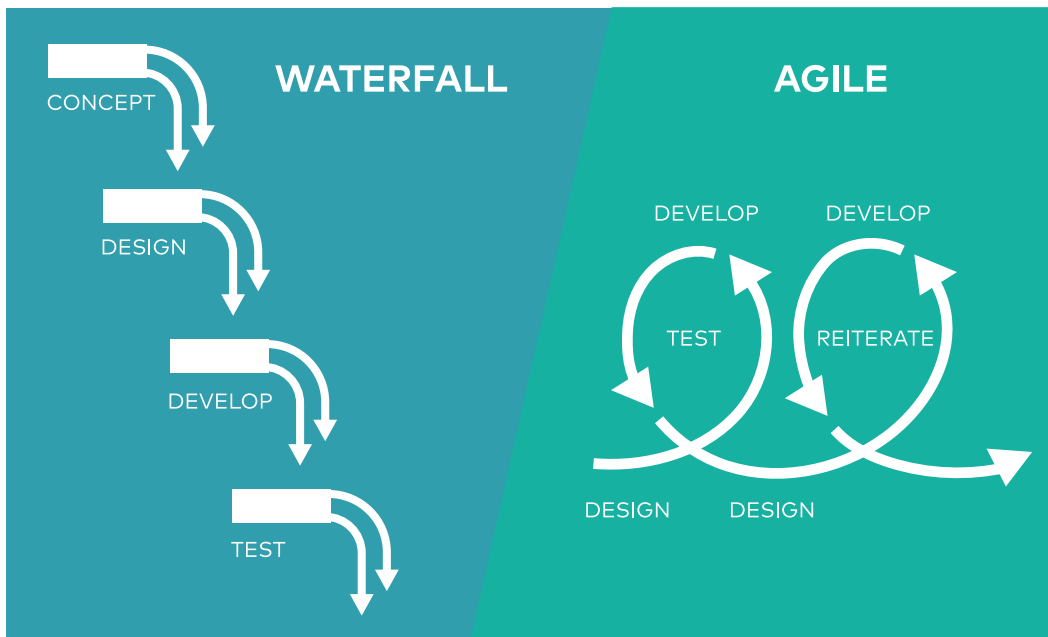 WATERFALL
CONCEPT
DESIGN
DEVELOP
TEST
AGILE
DEVELOP
DEVELOP
TEST
REITERATE
DESIGN
DESIGN